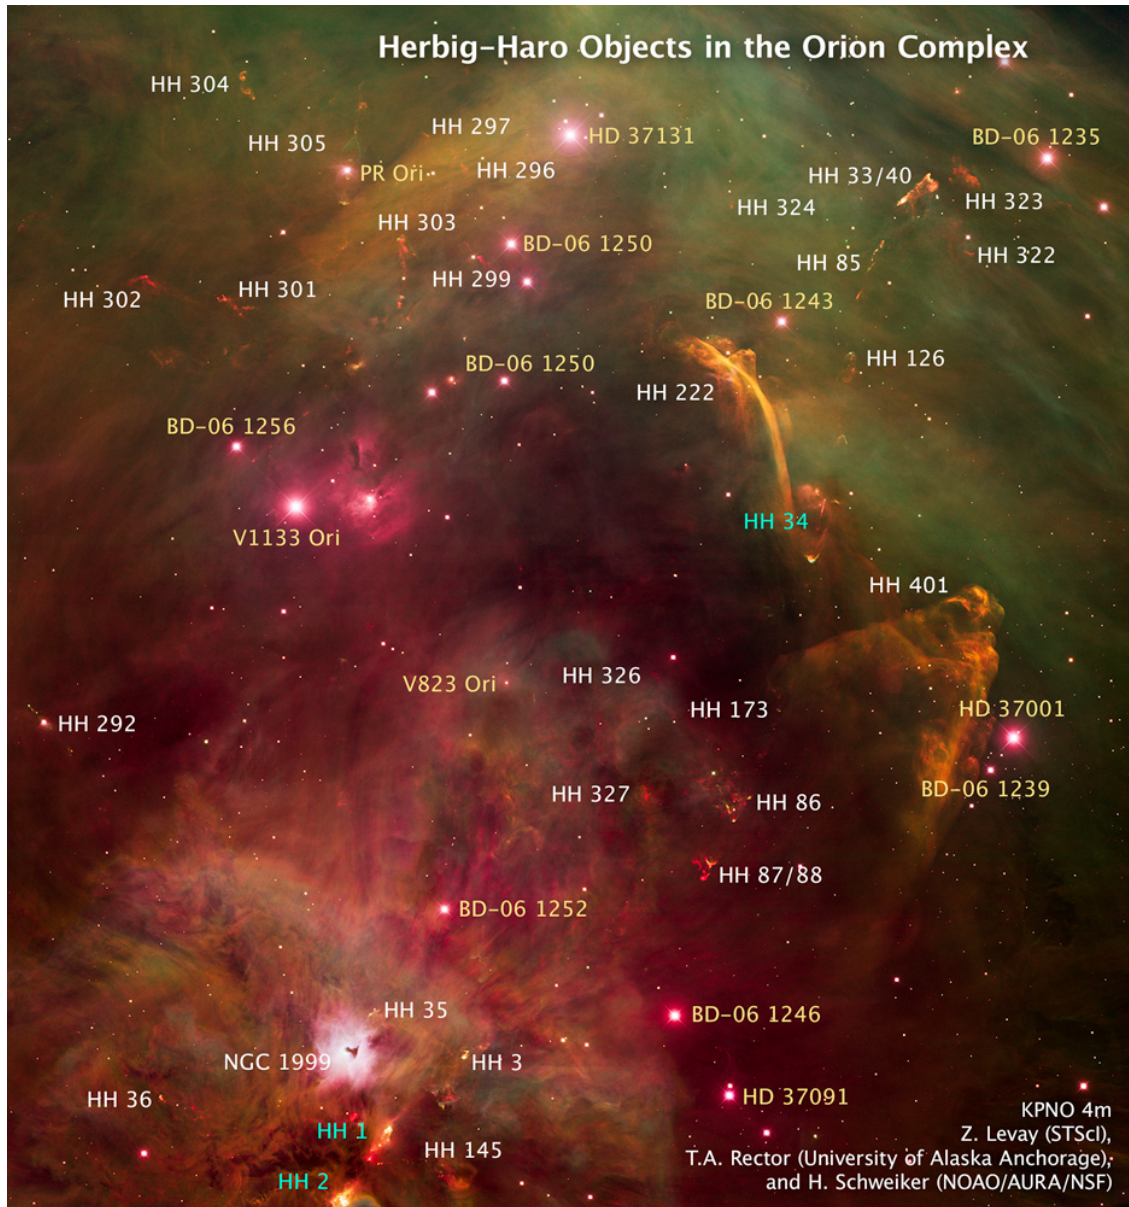 Herbig-Haro Objects in the Orion Complex
HH 304
HH 305
HH 297
HD 37131
BD-06 1235
PR Ori
HH 296
HH 33/40
HH 324
HH 323
HH 303
BD-06 1250
HH 85
HH 322
HH 302
HH 301
HH 299
BD-06 1243
BD-06 1250
HH 222
HH 126
BD-06 1256
V1133 Ori
HH 34
HH 401
V823 Ori
HH 326
HH 173
HD 37001
HH 292
HH 327
HH 86
BD-06 1239
HH 87/88
BD-06 1252
HH 35
BD-06 1246
NGC 1999
HH 3
HH 36
HD 37091
HH 1
HH 145
HH 2
KPNO 4m
Z. Levay (STScI),
T.A. Rector (University of Alaska Anchorage),
and H. Schweiker (NOAO/AURA/NSF)